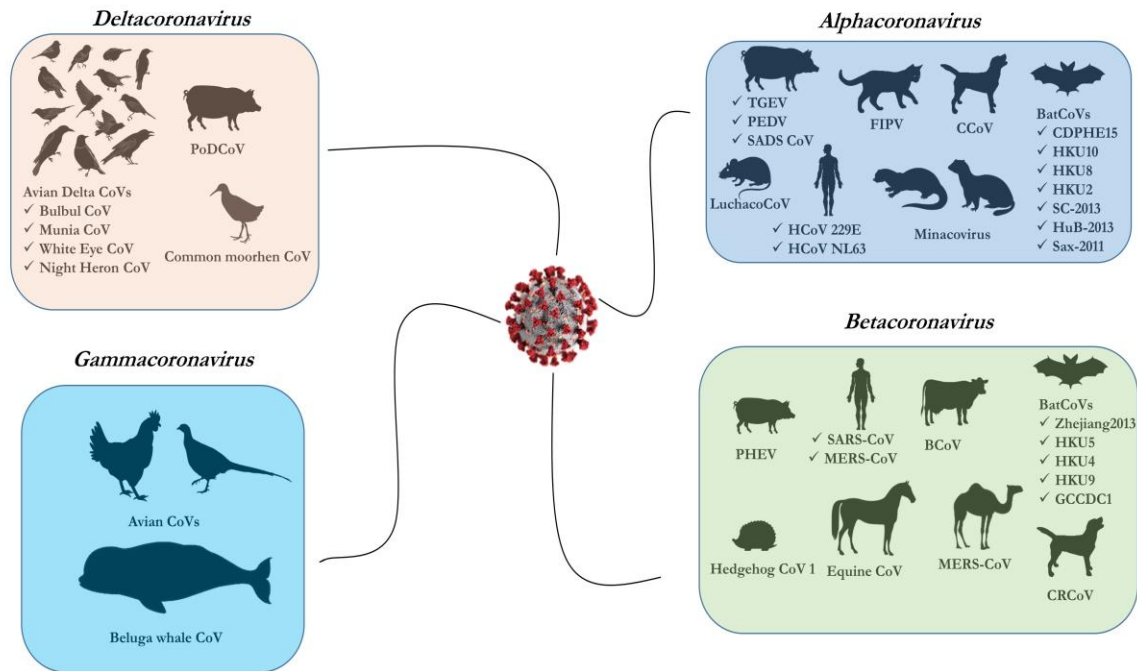 Deltacoronavirus
PoDCoV
Avian Delta CoVs
✓ Bulbul CoV
✓ Munia CoV
✓ White Eye CoV
✓ Night Heron CoV
Common moorhen CoV
Alphacoronavirus
✓ TGEV
✓ PEDV
✓ SADS CoV
FIPV
CCoV
BatCoVs
✓ CDPHE15
✓ HKU10
✓ HKU8
✓ HKU2
✓ SC-2013
✓ HuB-2013
✓ Sax-2011
LuchacoCoV
✓ HCoV 229E
✓ HCoV NL63
Minacovirus
Gammacoronavirus
Avian CoVs
Beluga whale CoV
Betacoronavirus
PHEV
✓ SARS-CoV
✓ MERS-CoV
BCoV
BatCoVs
✓ Zhejiang2013
✓ HKU5
✓ HKU4
✓ HKU9
✓ GCCDC1
Hedgehog CoV 1
Equine CoV
MERS-CoV
CRCoV